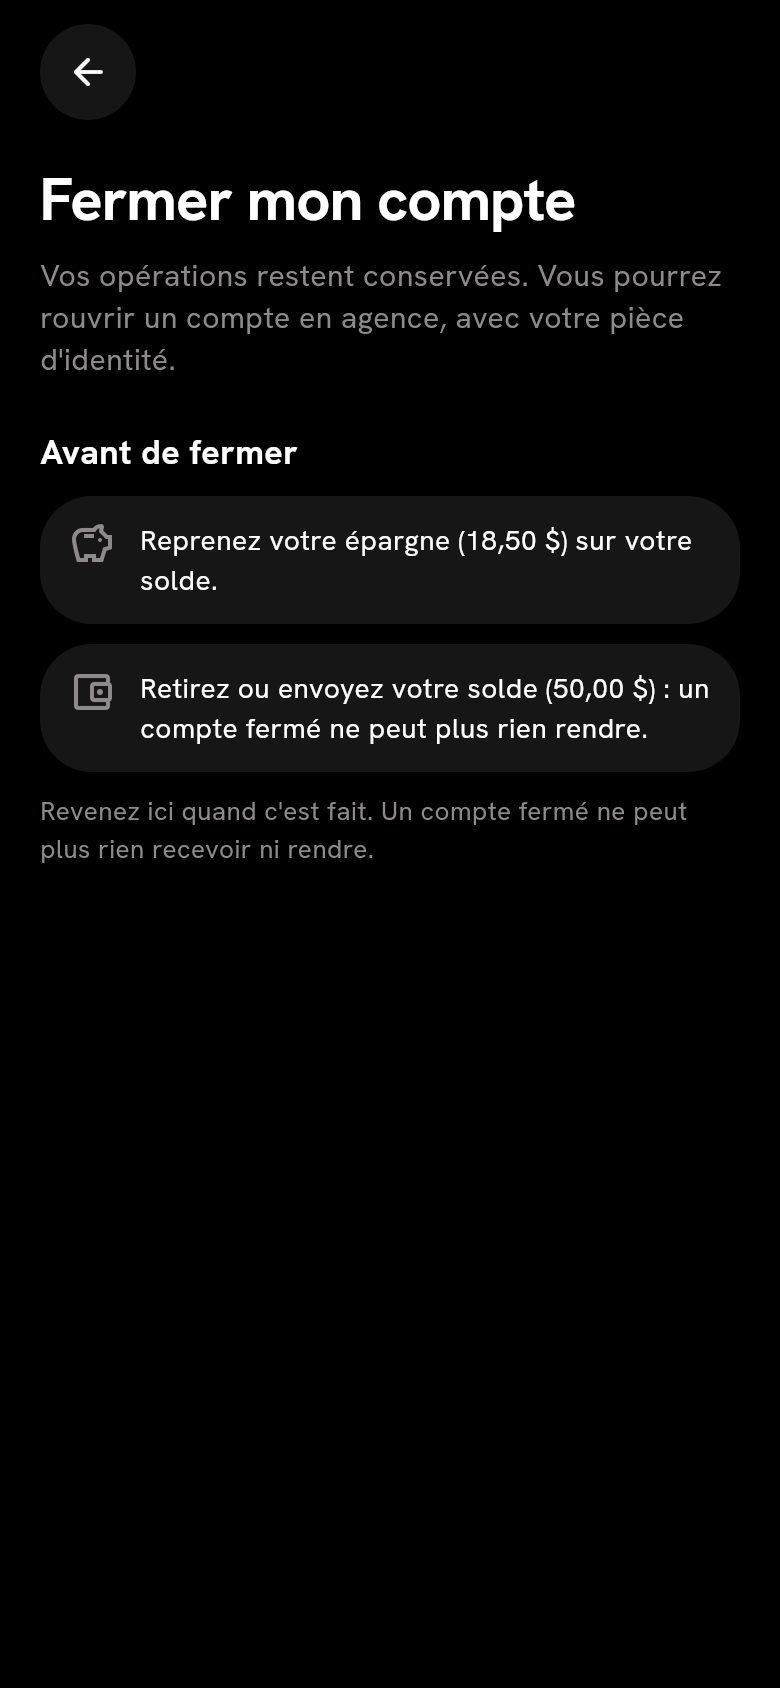 Fermer mon compte
Vos opérations restent conservées. Vous pourrez
rouvrir un compte en agence, avec votre pièce
d'identité.
Avant de fermer
Reprenez votre épargne (18,50 $) sur votre
solde.
Retirez ou envoyez votre solde (50,00 $) : un
compte fermé ne peut plus rien rendre.
Revenez ici quand c'est fait. Un compte fermé ne peut
plus rien recevoir ni rendre.